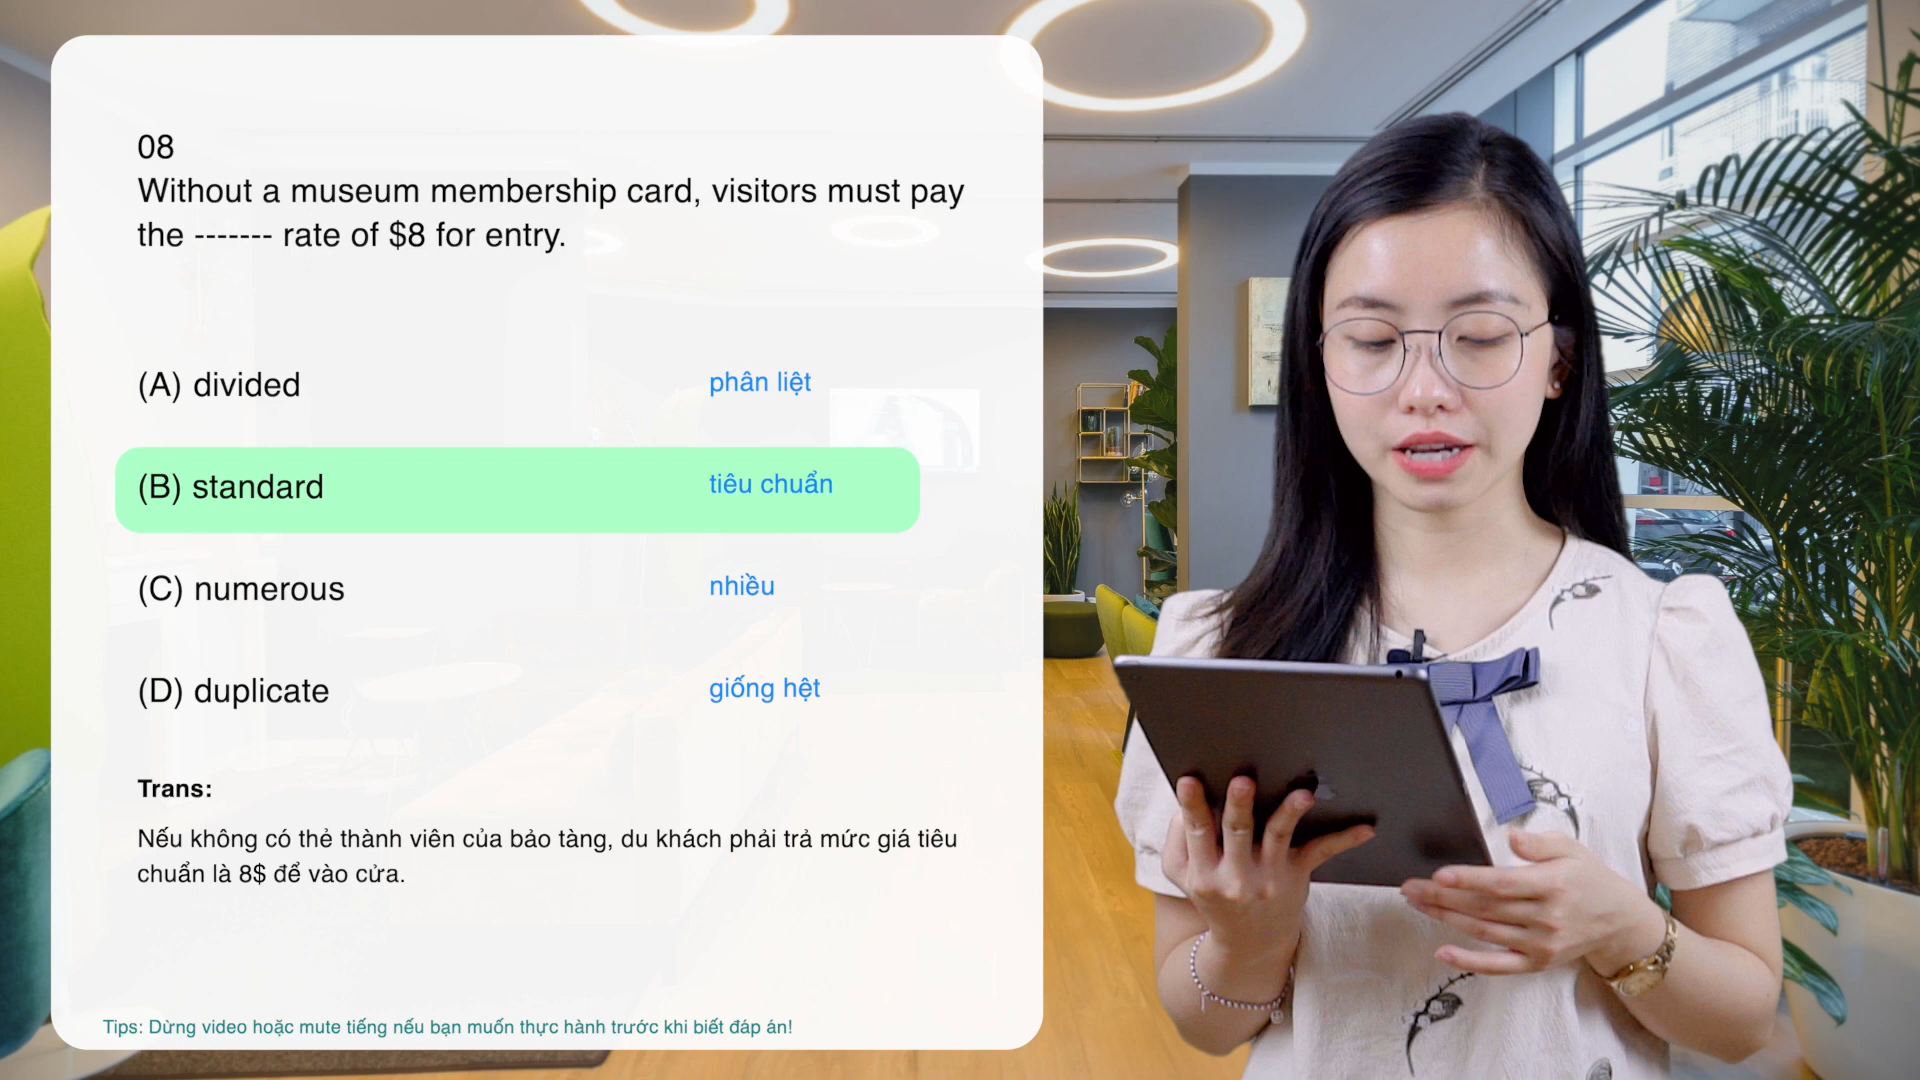 08
Without a museum membership card, visitors must pay
the ------- rate of $8 for entry.
(A) divided
phân liệt
(B) standard
tiêu chuẩn
(C) numerous
nhiều
(D) duplicate
giống hệt
Trans:
Nếu không có thẻ thành viên của bảo tàng, du khách phải trả mức giá tiêu
chuẩn là 8$ để vào cửa.
Tips: Dừng video hoặc mute tiếng nếu bạn muốn thực hành trước khi biết đáp án!